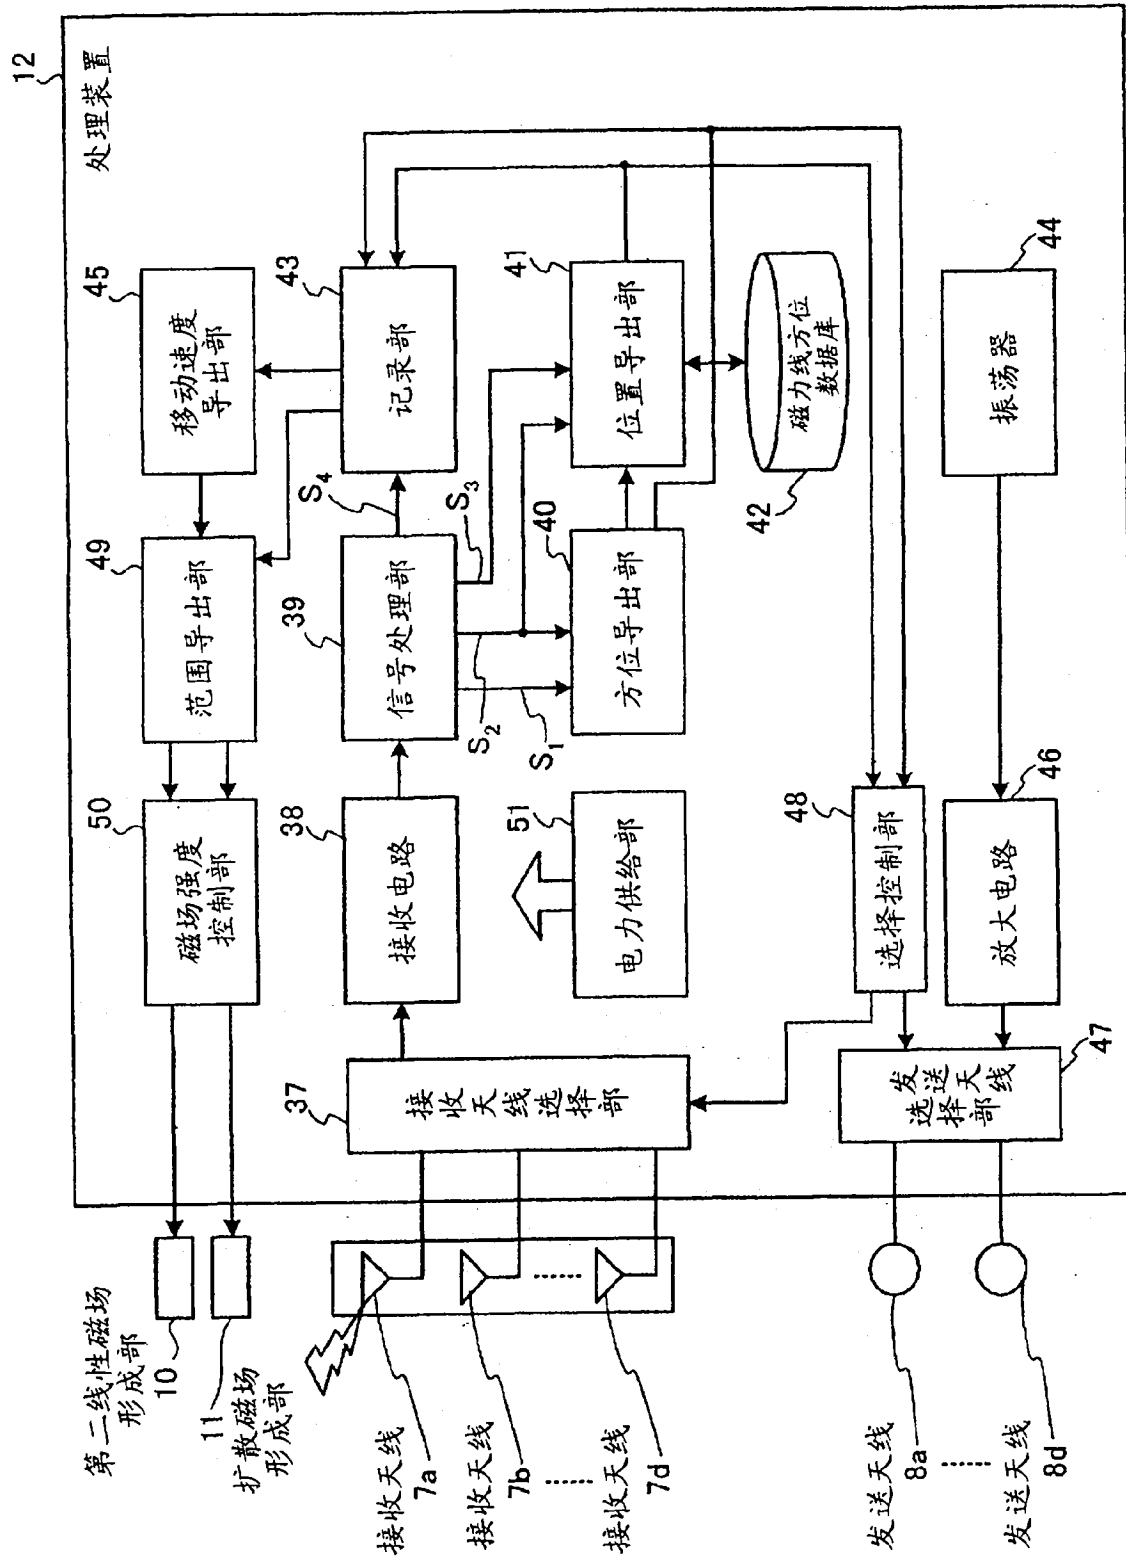 12
处理装置
第二线性磁场
形成部
10
11
扩散磁场
形成部
50
磁场强度
控制部
49
范围导出部
45
移动速度
导出部
接收天线
7a
接收天线
7b
接收天线
7d
37
接收天线选择部
38
接收电路
39
信号处理部
S4
43
记录部
S3
S2
S1
51
电力供给部
40
方位导出部
41
位置导出部
42
磁力线方位
数据库
48
选择控制部
发送天线
8a
发送天线
8d
47
发送天线
选择部
46
放大电路
44
振荡器